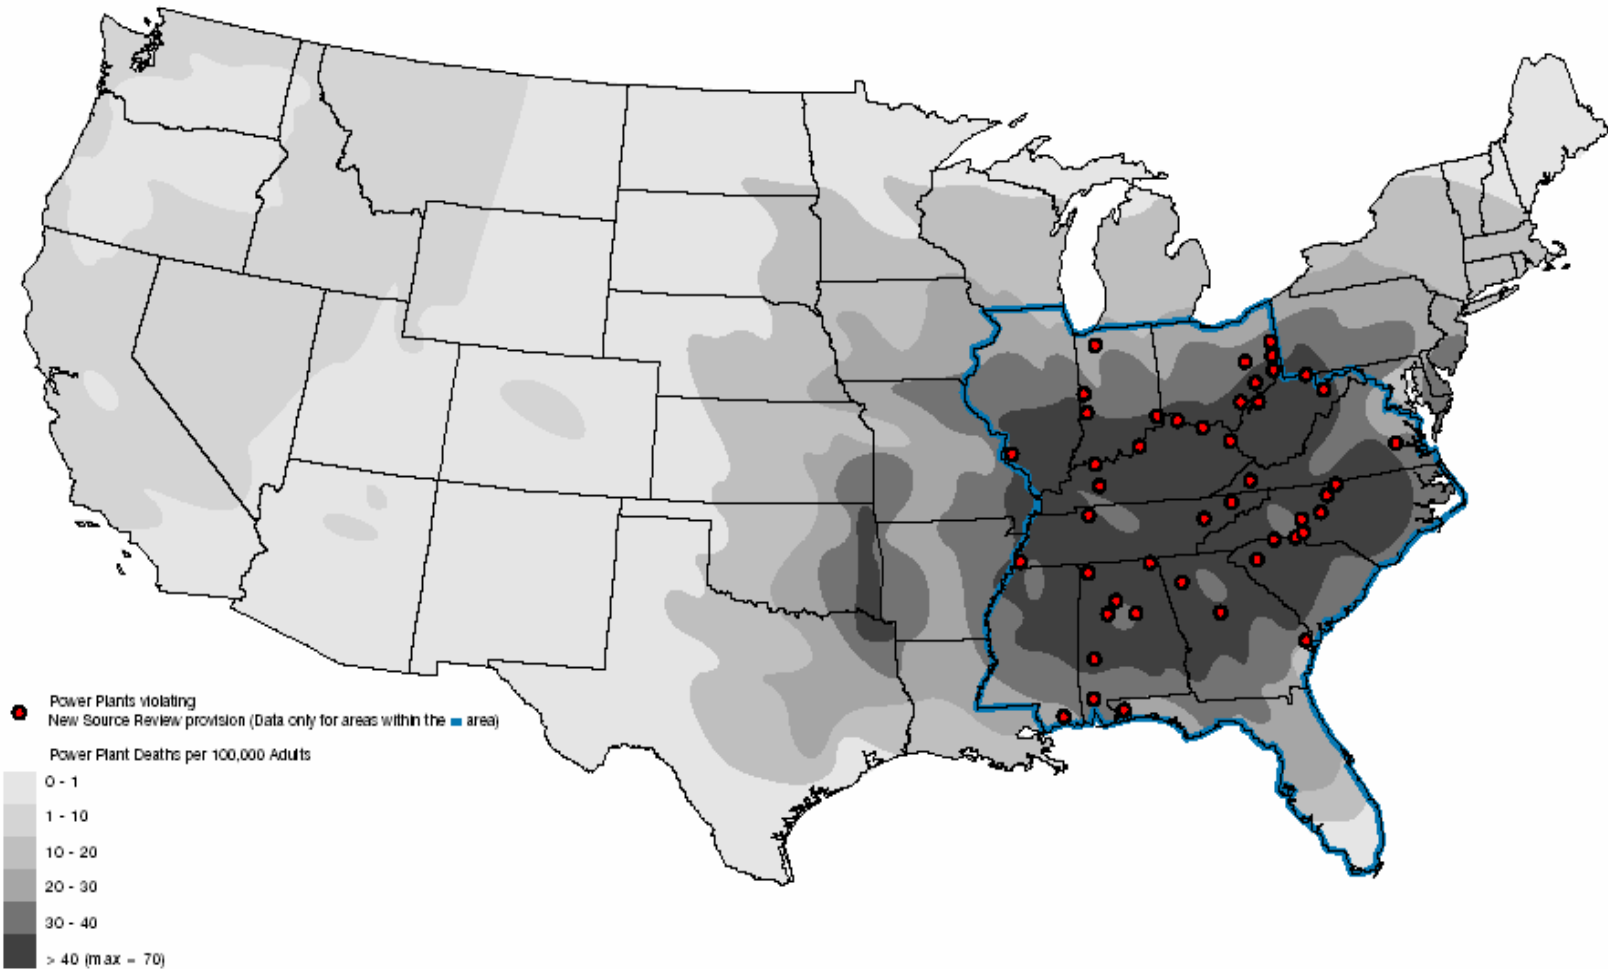 Power Plants violating
New Source Review provision (Data only for areas within the area)
Power Plant Deaths per 100,000 Adults
0 - 1
1 - 10
10 - 20
20 - 30
30 - 40
> 40 (max = 70)